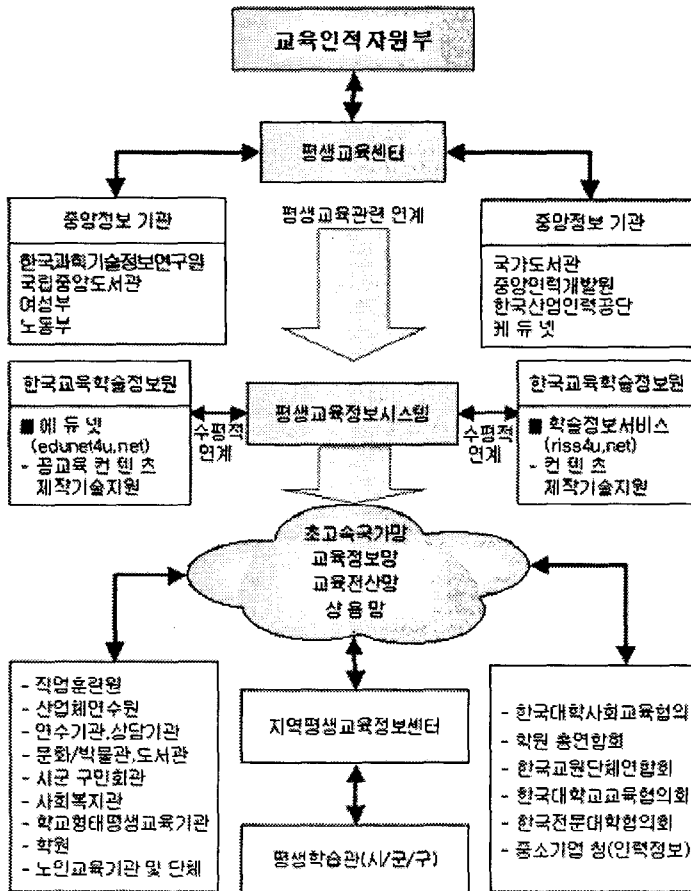 교육인적자원부
평생교육센터
중앙정보 기관
한국과학기술정보연구원
국립중앙도서관
여성부
노동부
평생교육관련 연계
중앙정보 기관
국가도서관
중앙인력개발원
한국산업인력공단
케 듀 넷
한국교육학술정보원
■ 에 듀 넷
(edunet4u,net)
- 공교육 컨 텐 츠
제작기술지원
수평적
연계
평생교육정보시스템
수평적
연계
한국교육학술정보원
■ 학술정보서비스
(riss4u,net)
- 컨 텐 츠
제작기술지원
초고속국가망
교육정보망
교육전산망
상 용 망
- 직업훈련원
- 산업체연수원
- 연수기관,상담기관
- 문화/박물관,도서관
- 시군 구민회관
- 사회복지관
- 학교형태평생교육기관
- 학원
- 노인교육기관 및 단체
지역평생교육정보센터
평생학습관(시/군/구)
- 한국대학사회교육협의
- 학원 총연합회
- 한국교원단체연합회
- 한국대학교교육협의회
- 한국전문대학협의회
- 중소기업 청(인력정보)